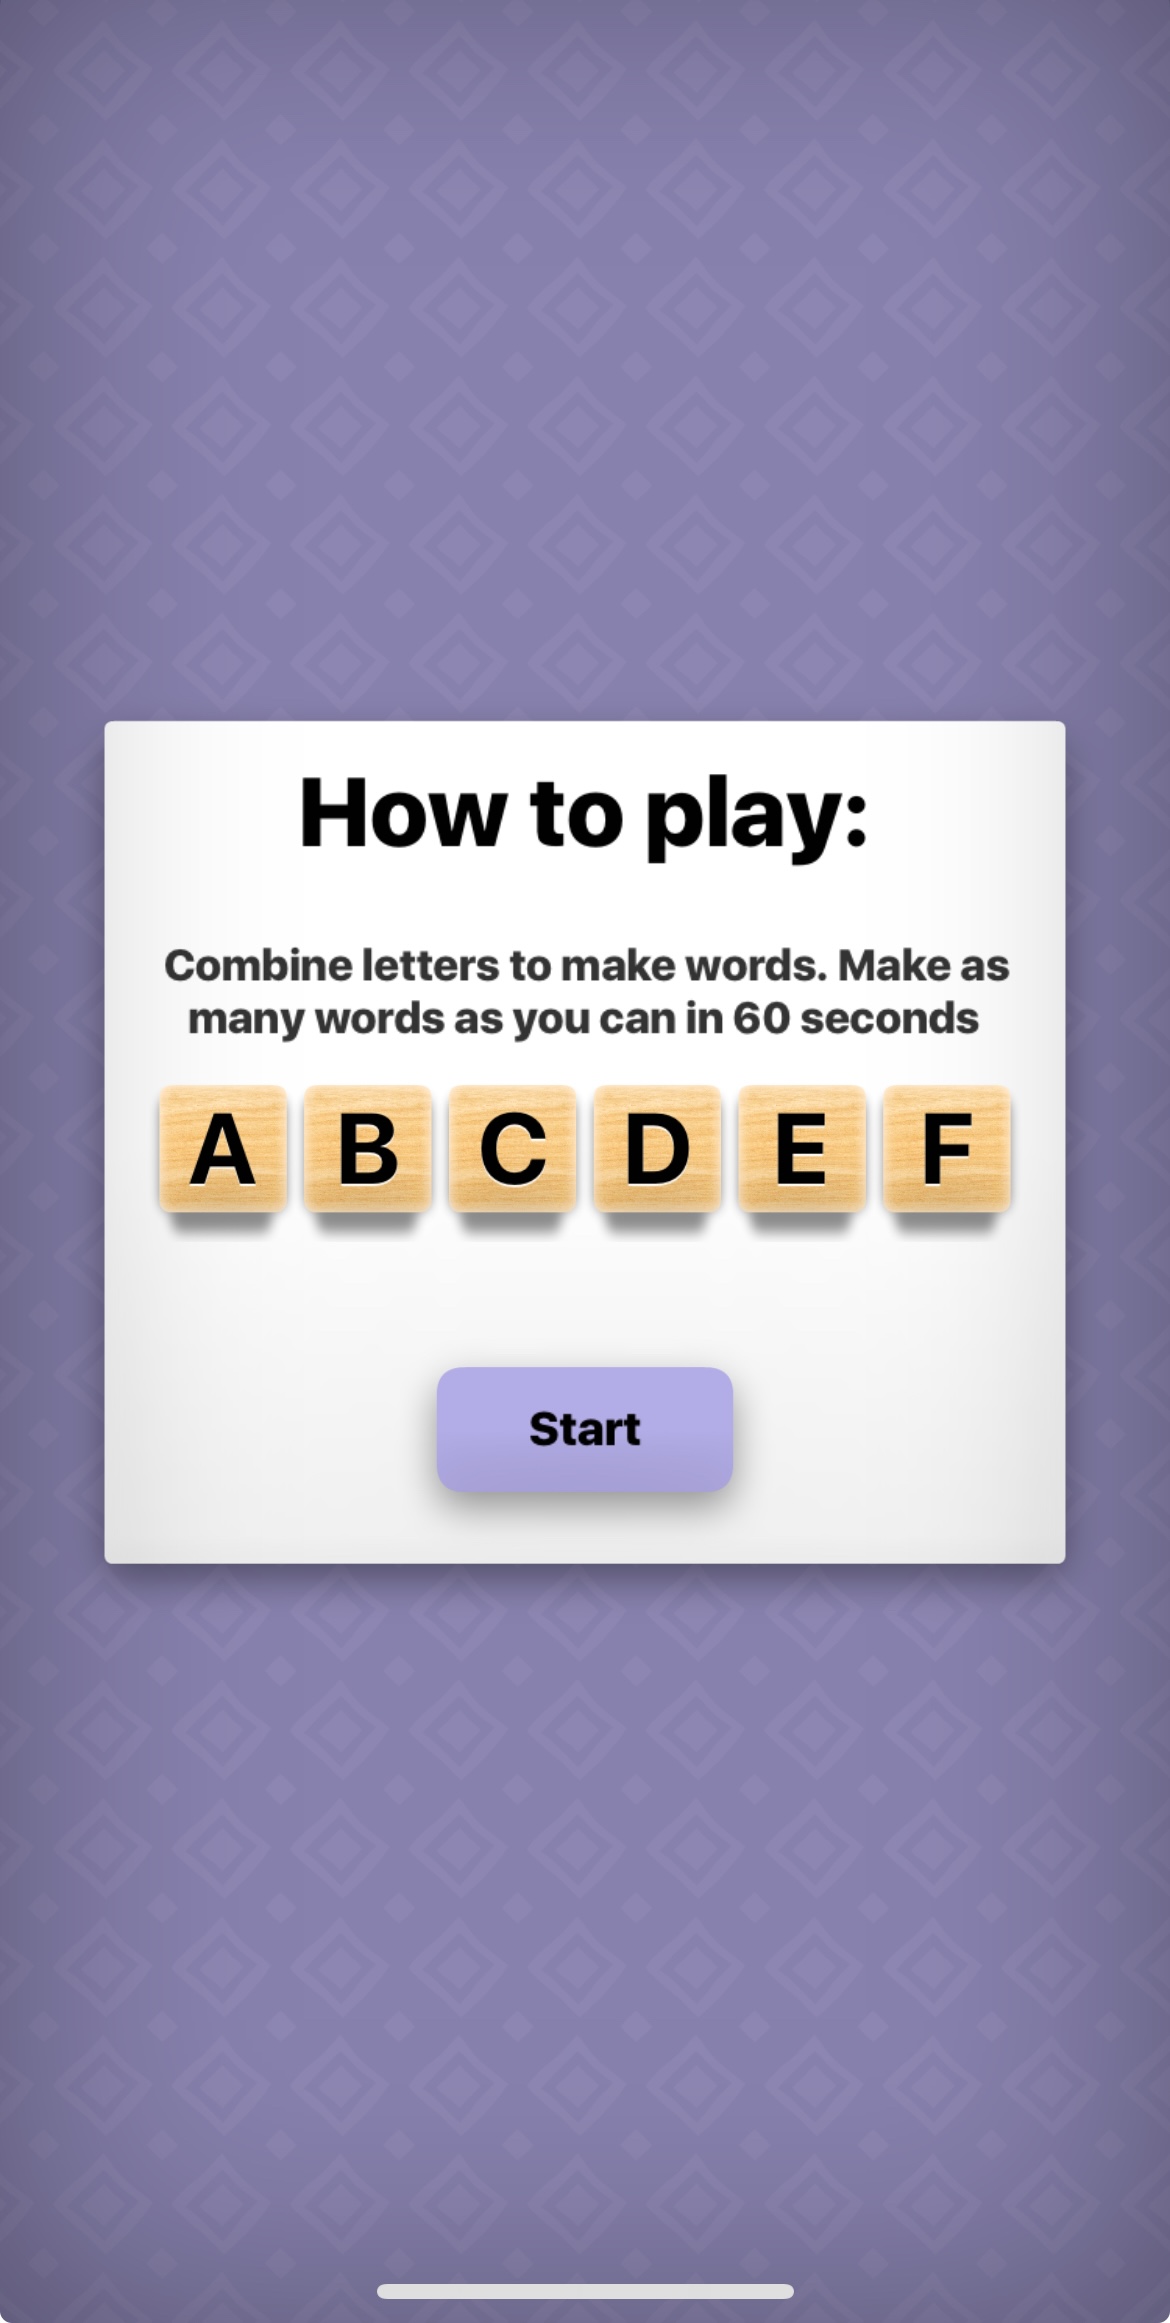 How to play:
Combine letters to make words. Make as
many words as you can in 60 seconds
A B C D E F
Start